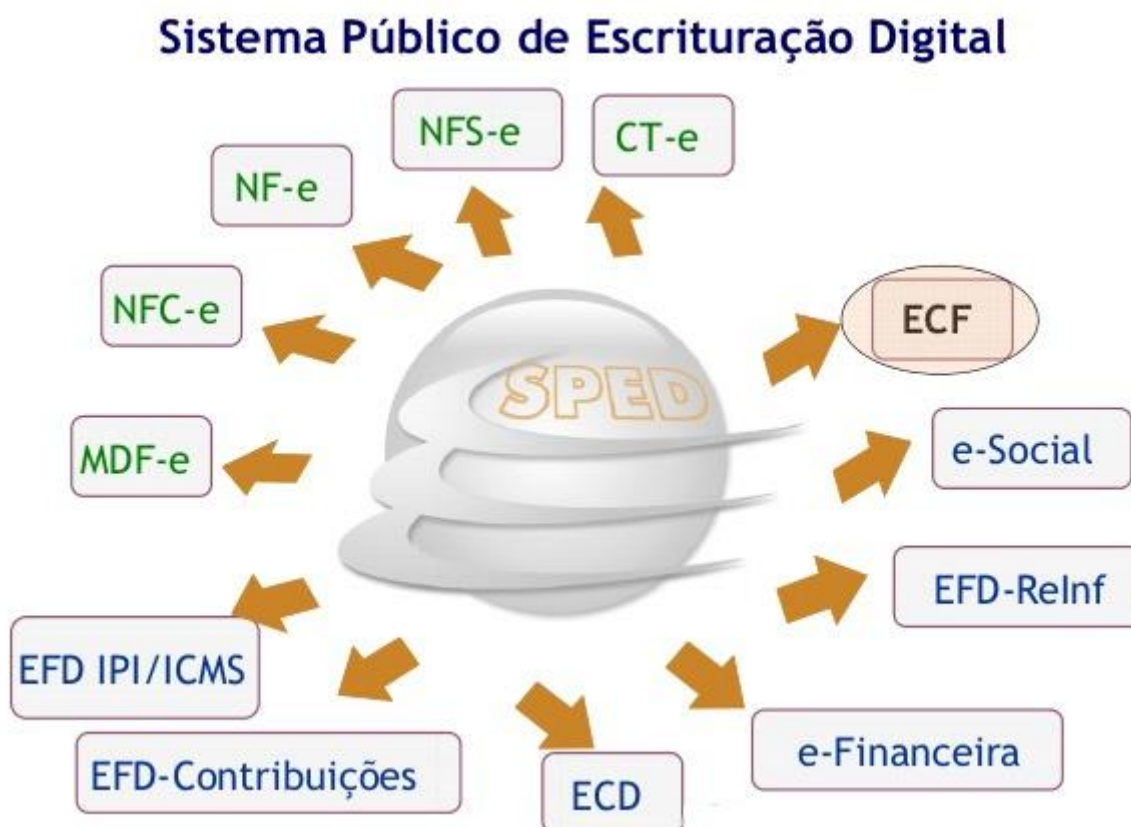 Sistema Público de Escrituração Digital
NFS-e
CT-e
NF-e
NFC-e
ECF
SPED
MDF-e
e-Social
EFD-ReInf
EFD IPI/ICMS
e-Financeira
EFD-Contribuições
ECD